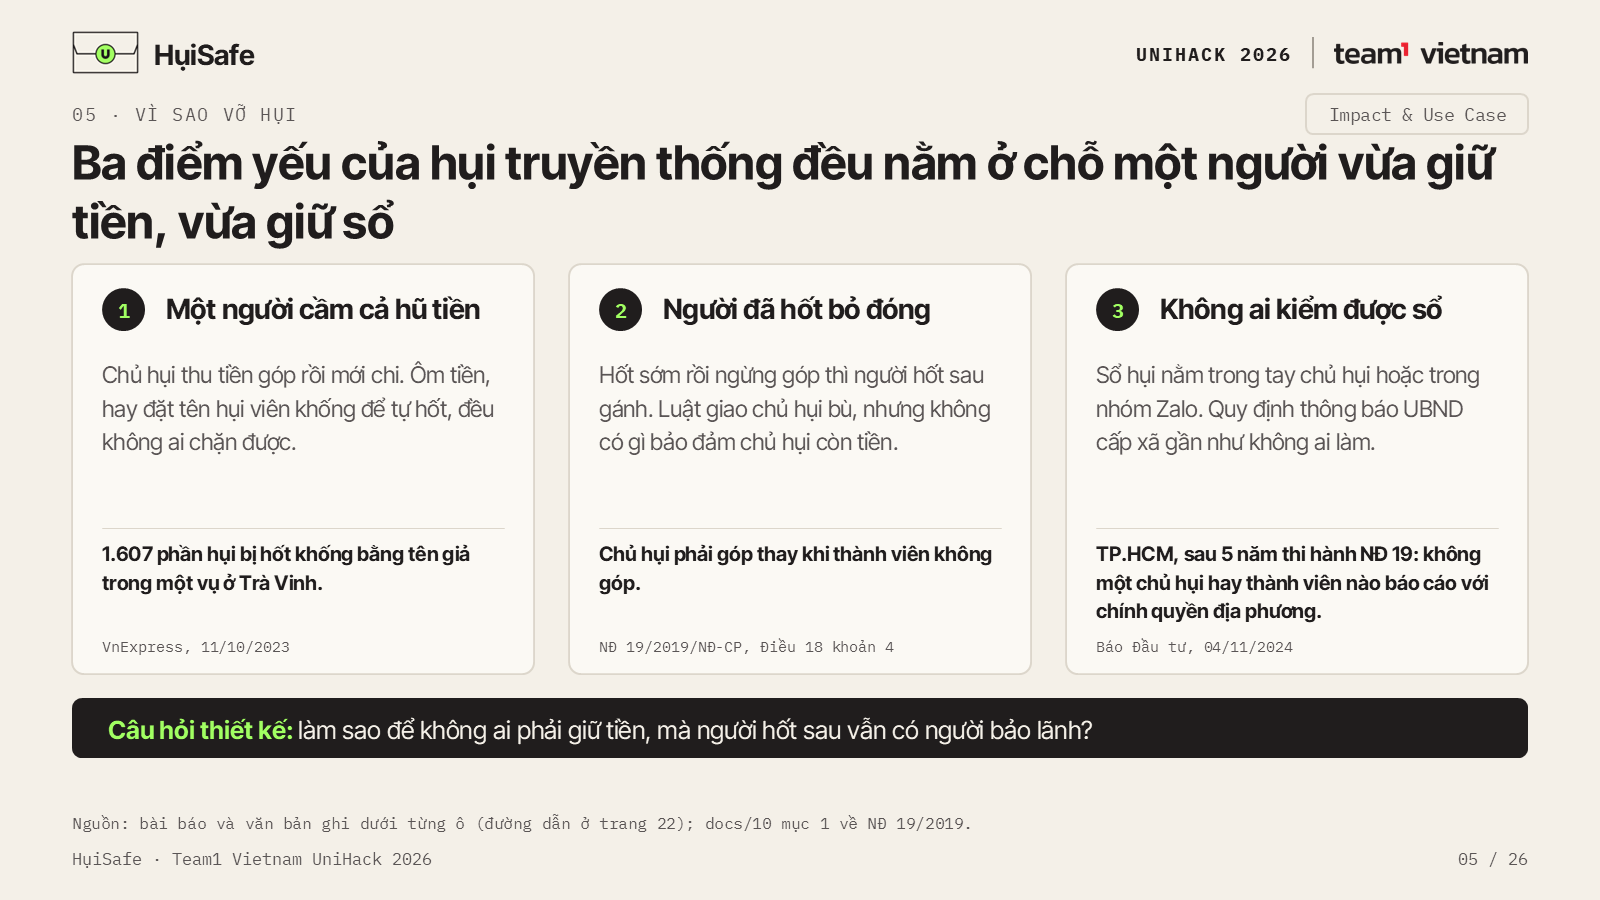 U HụiSafe
UNIHACK 2026 team1 vietnam
05 · VÌ SAO VỠ HỤI
Impact & Use Case
Ba điểm yếu của hụi truyền thống đều nằm ở chỗ một người vừa giữ
tiền, vừa giữ sổ
1 Một người cầm cả hũ tiền
Chủ hụi thu tiền góp rồi mới chi. Ôm tiền,
hay đặt tên hụi viên khống để tự hốt, đều
không ai chặn được.
1.607 phần hụi bị hốt khống bằng tên giả
trong một vụ ở Trà Vinh.
VnExpress, 11/10/2023
2 Người đã hốt bỏ đóng
Hốt sớm rồi ngừng góp thì người hốt sau
gánh. Luật giao chủ hụi bù, nhưng không
có gì bảo đảm chủ hụi còn tiền.
Chủ hụi phải góp thay khi thành viên không
góp.
NĐ 19/2019/NĐ-CP, Điều 18 khoản 4
3 Không ai kiểm được sổ
Sổ hụi nằm trong tay chủ hụi hoặc trong
nhóm Zalo. Quy định thông báo UBND
cấp xã gần như không ai làm.
TP.HCM, sau 5 năm thi hành NĐ 19: không
một chủ hụi hay thành viên nào báo cáo với
chính quyền địa phương.
Báo Đầu tư, 04/11/2024
Câu hỏi thiết kế: làm sao để không ai phải giữ tiền, mà người hốt sau vẫn có người bảo lãnh?
Nguồn: bài báo và văn bản ghi dưới từng ô (đường dẫn ở trang 22); docs/10 mục 1 về NĐ 19/2019.
HụiSafe · Team1 Vietnam UniHack 2026
05 / 26